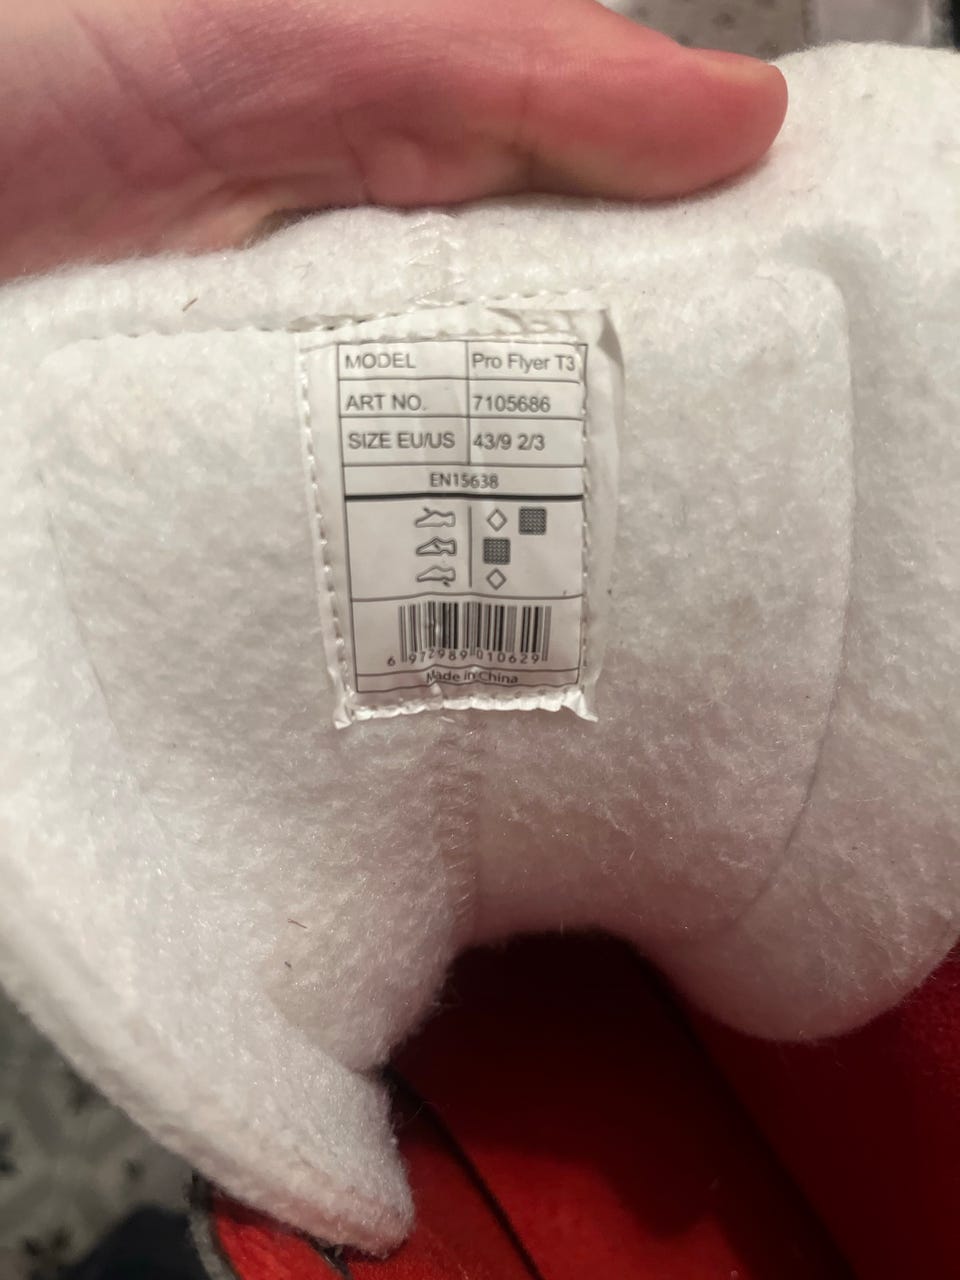 MODEL Pro Flyer T3
ART NO. 7105686
SIZE EU/US 43/9 2/3
EN15638
6 972989 010629
Made in China